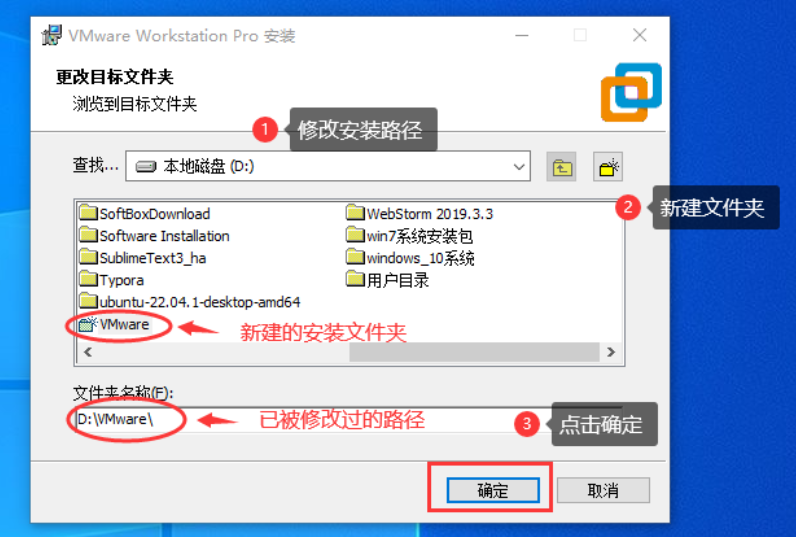 VMware Workstation Pro 安装
更改目标文件夹
浏览到目标文件夹
1 修改安装路径
查找... 本地磁盘 (D:)
2 新建文件夹
SoftBoxDownload
Software Installation
SublimeText3_ha
Typora
ubuntu-22.04.1-desktop-amd64
VMware
WebStorm 2019.3.3
win7系统安装包
windows_10系统
用户目录
新建的安装文件夹
文件夹名称(F):
D:\VMware\
已被修改过的路径
3 点击确定
确定
取消